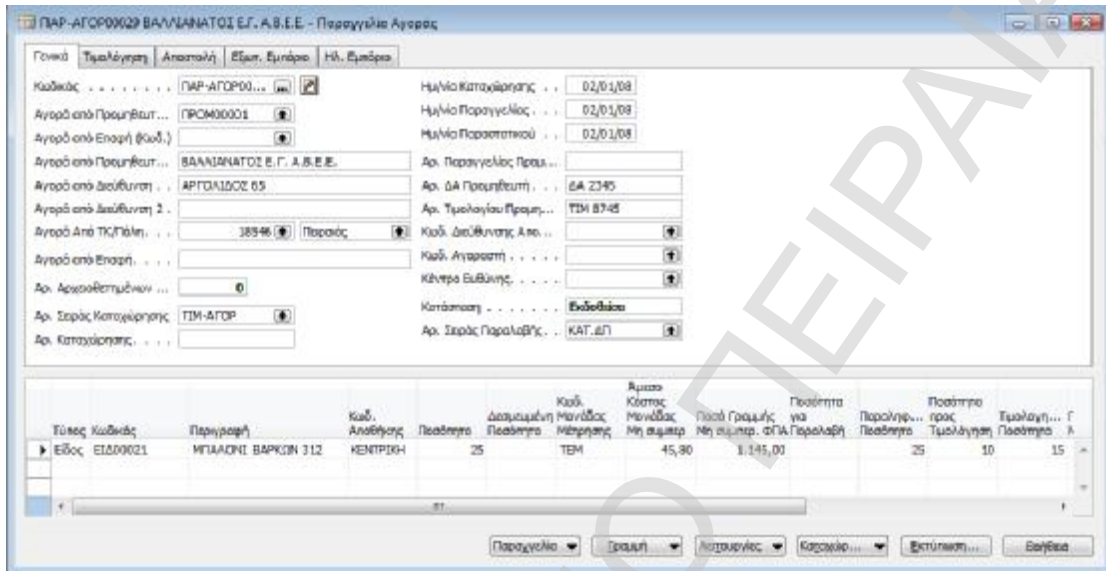 ΠΑΡ-ΑΓΟΡ00029 ΒΑΛΛΙΑΝΑΤΟΣ Ε.Γ. Α.Β.Ε.Ε. - Παραγγελία Αγοράς
Γενικά Τιμολόγηση Αποστολή Εξωτ. Εμπόριο Ηλ. Εμπόριο
Κωδικός . . . . . . . . ΠΑΡ-ΑΓΟΡ00... Ημ/νία Καταχώρησης . . 02/01/08
Αγορά από Προμηθευτ... ΠΡΟΜ00001 Ημ/νία Παραγγελίας . . . 02/01/08
Αγορά από Επαφή (Κωδ.) Ημ/νία Παραστατικού . . 02/01/08
Αγορά από Προμηθευτ... ΒΑΛΛΙΑΝΑΤΟΣ Ε.Γ. Α.Β.Ε.Ε. Αρ. Παραγγελίας Προμ...
Αγορά από Διεύθυνση . . ΑΡΓΟΛΙΔΟΣ 65 Αρ. ΔΑ Προμηθευτή . . . ΔΑ 2345
Αγορά από Διεύθυνση 2 . Αρ. Τιμολογίου Προμη... ΤΙΜ 8745
Αγορά Από ΤΚ/Πόλη. . . 18546 Πειραιάς Κωδ. Διεύθυνσης Απο...
Αγορά από Επαφή. . . . . Κωδ. Αγοραστή . . . . .
Κέντρο Ευθύνης. . . . . .
Αρ. Αρχειοθετημένων ... 0
Κατάσταση . . . . . . . Εκδοθείσα
Αρ. Σειράς Καταχώρησης ΤΙΜ-ΑΓΟΡ Αρ. Σειράς Παραλαβής. . . ΚΑΤ.ΔΠ
Αρ. Καταχώρησης. . . . .
Τύπος Κωδικός Περιγραφή Κωδ. Αποθήκης Ποσότητα Δεσμευμένη Ποσότητα Κωδ. Μονάδας Μέτρησης Άμεσο Κόστος Μονάδας Μη συμπερ Ποσό Γραμμής Μη συμπερ. ΦΠΑ Ποσότητα για Παραλαβή Παραληφ... Ποσότητα Ποσότητα προς Τιμολόγηση Τιμολογη... Ποσότητα
Είδος ΕΙΔ00021 ΜΠΑΛΟΝΙ ΒΑΡΚΩΝ 312 ΚΕΝΤΡΙΚΗ 25 ΤΕΜ 45,80 1.145,00 25 10 15
Παραγγελία Γραμμή Λειτουργίες Καταχώρ... Εκτύπωση... Βοήθεια